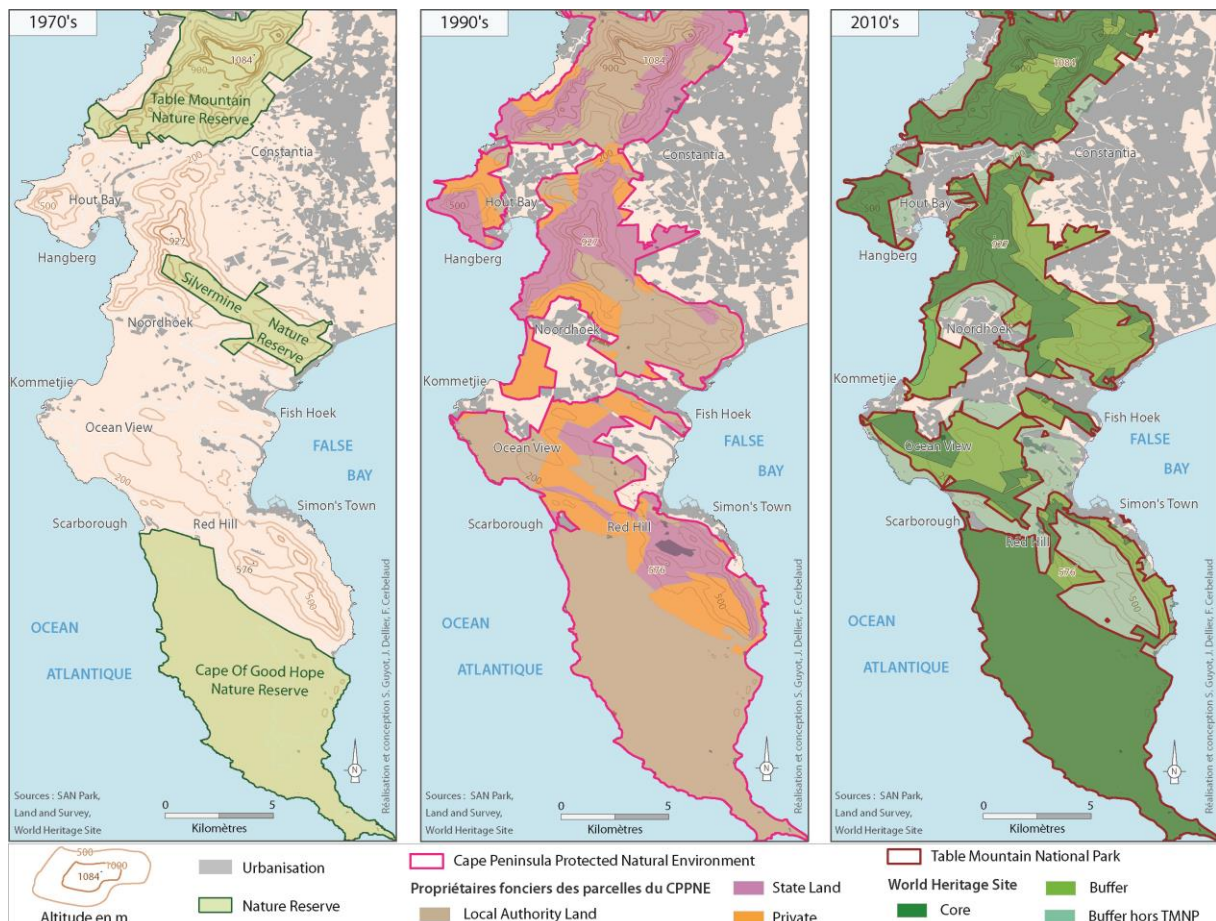 1970's
1084
900
Table Mountain
Nature Reserve
200
Constantia
500
Hout Bay
927
Hangberg
Silvermine Nature
Reserve
Noordhoek
Kommetjie
Fish Hoek
Ocean View
FALSE
BAY
200
Simon's Town
Scarborough
Red Hill
576
500
OCEAN
ATLANTIQUE
Cape Of Good Hope
Nature Reserve
N
Sources : SAN Park,
Land and Survey,
World Heritage Site
0 5
Kilomètres
Réalisation et conception S. Guyot, J. Dellier, F. Cerbelaud
1990's
1084
900
Constantia
200
500
Hout Bay
927
Hangberg
Noordhoek
Kommetjie
Fish Hoek
Ocean View
FALSE
BAY
200
Simon's Town
Scarborough
Red Hill
576
500
OCEAN
ATLANTIQUE
N
Sources : SAN Park,
Land and Survey,
World Heritage Site
0 5
Kilomètres
Réalisation et conception S. Guyot, J. Dellier, F. Cerbelaud
2010's
1084
Constantia
Hout Bay
500
927
Hangberg
Noordhoek
Kommetjie
Fish Hoek
Ocean View
FALSE
BAY
Simon's Town
Scarborough
Red Hill
576
500
OCEAN
ATLANTIQUE
N
Sources : SAN Park,
Land and Survey,
World Heritage Site
0 5
Kilomètres
Réalisation et conception S. Guyot, J. Dellier, F. Cerbelaud
500
1000
1084
Altitude en m
Urbanisation
Nature Reserve
Cape Peninsula Protected Natural Environment
Propriétaires fonciers des parcelles du CPPNE
Local Authority Land
State Land
Private
Table Mountain National Park
World Heritage Site
Core
Buffer
Buffer hors TMNP